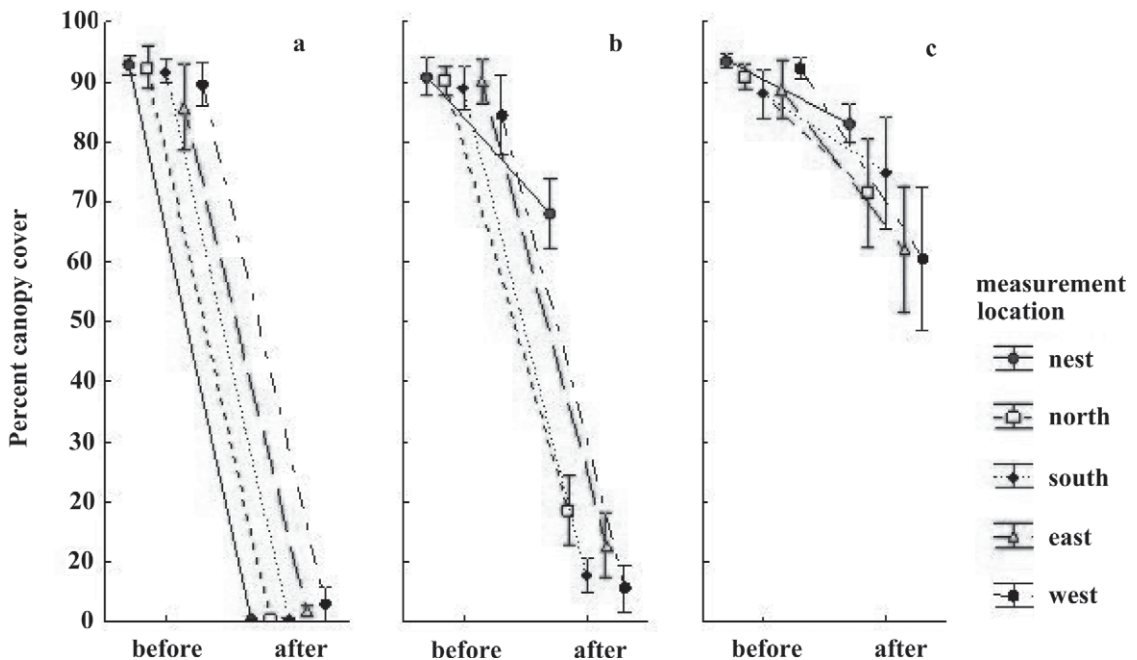 Percent canopy cover
100
90
80
70
60
50
40
30
20
20
0
a
b
c
before after
before after
before after
measurement
location
nest
north
south
east
west